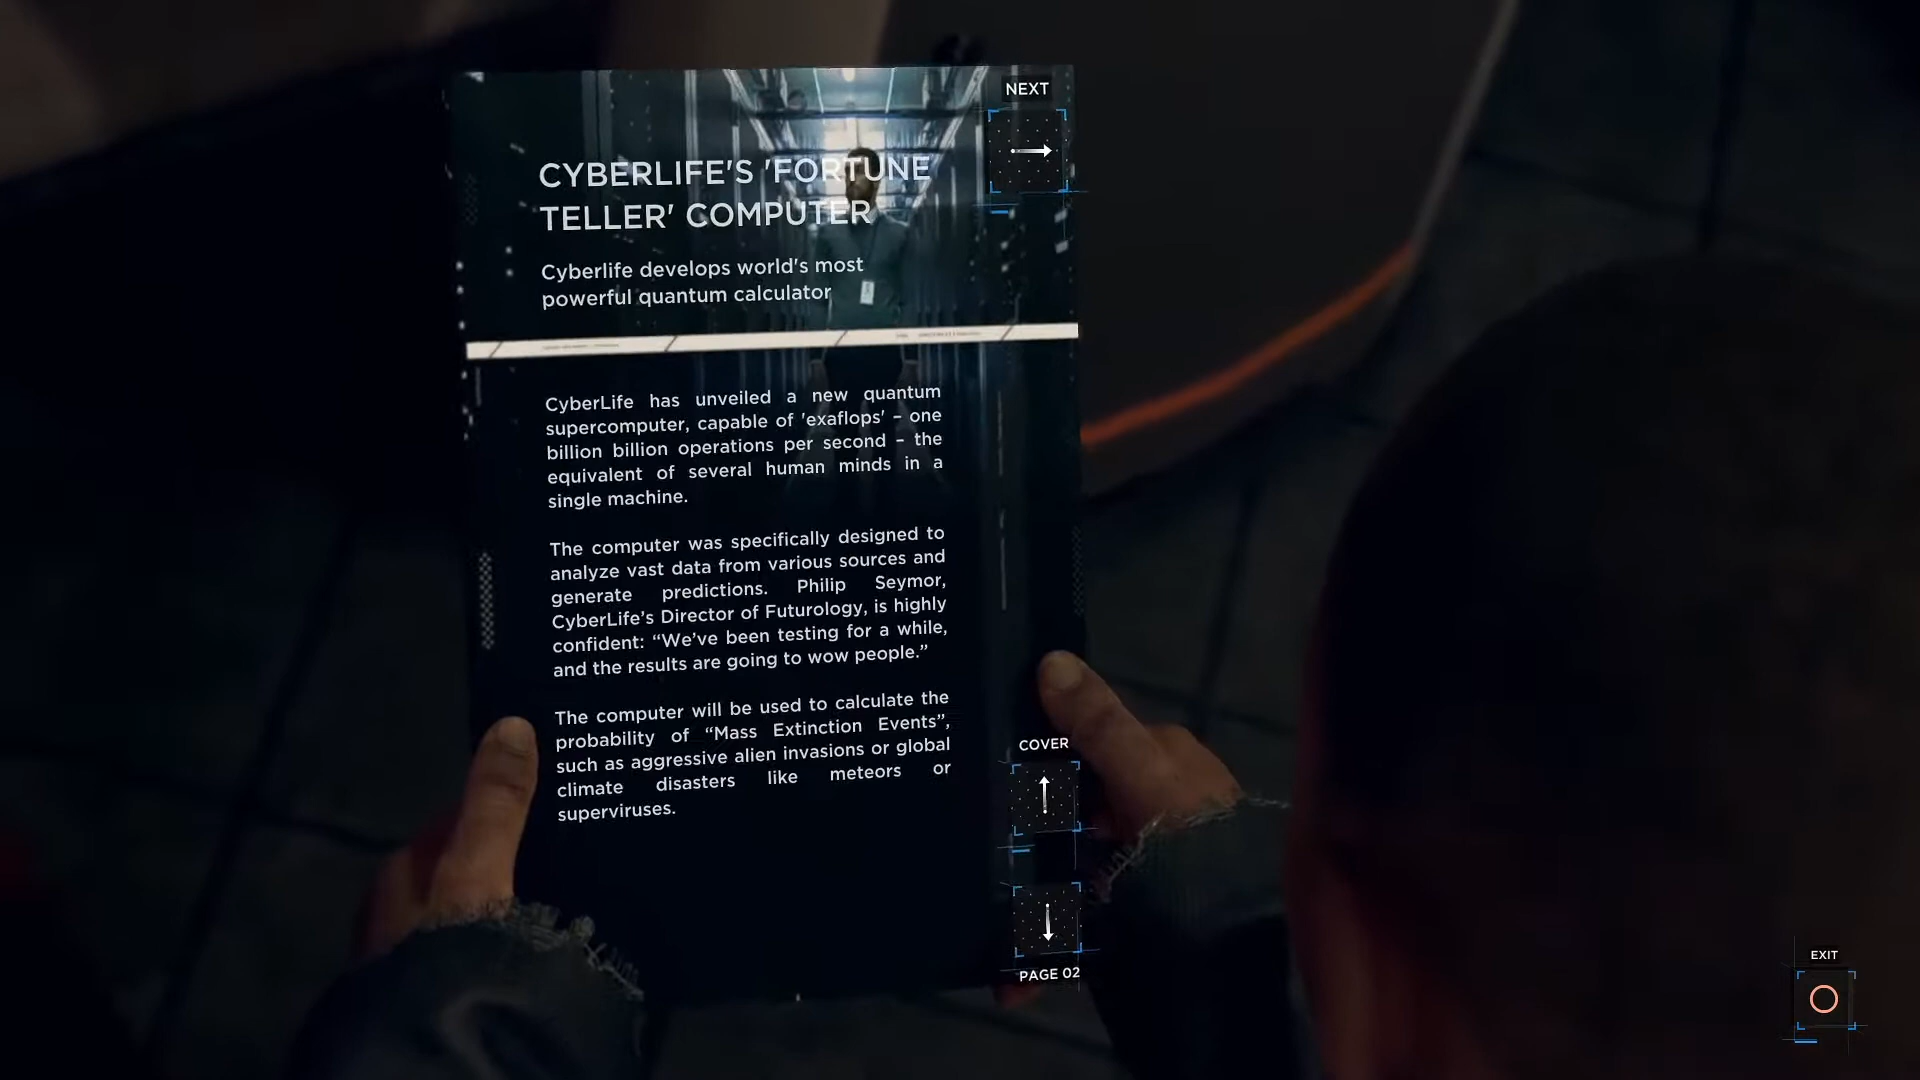 NEXT
CYBERLIFE'S 'FORTUNE
TELLER' COMPUTER
Cyberlife develops world's most
powerful quantum calculator
CyberLife has unveiled a new quantum
supercomputer, capable of 'exaflops' – one
billion billion operations per second – the
equivalent of several human minds in a
single machine.
The computer was specifically designed to
analyze vast data from various sources and
generate predictions. Philip Seymor,
CyberLife's Director of Futurology, is highly
confident: “We've been testing for a while,
and the results are going to wow people.”
The computer will be used to calculate the
probability of “Mass Extinction Events”,
such as aggressive alien invasions or global
climate disasters like meteors or
superviruses.
COVER
PAGE 02
EXIT